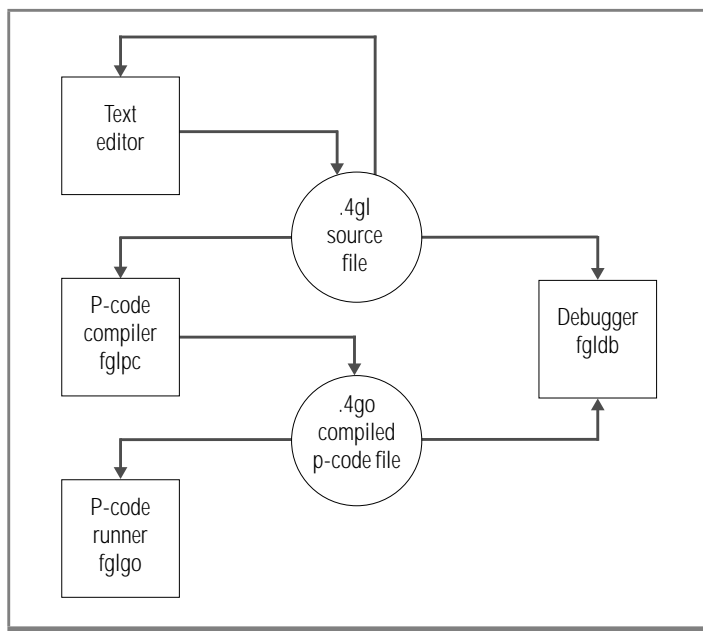 Text
editor
.4gl
source
file
P-code
compiler
fglpc
Debugger
fgldb
.4go
compiled
p-code file
P-code
runner
fglgo